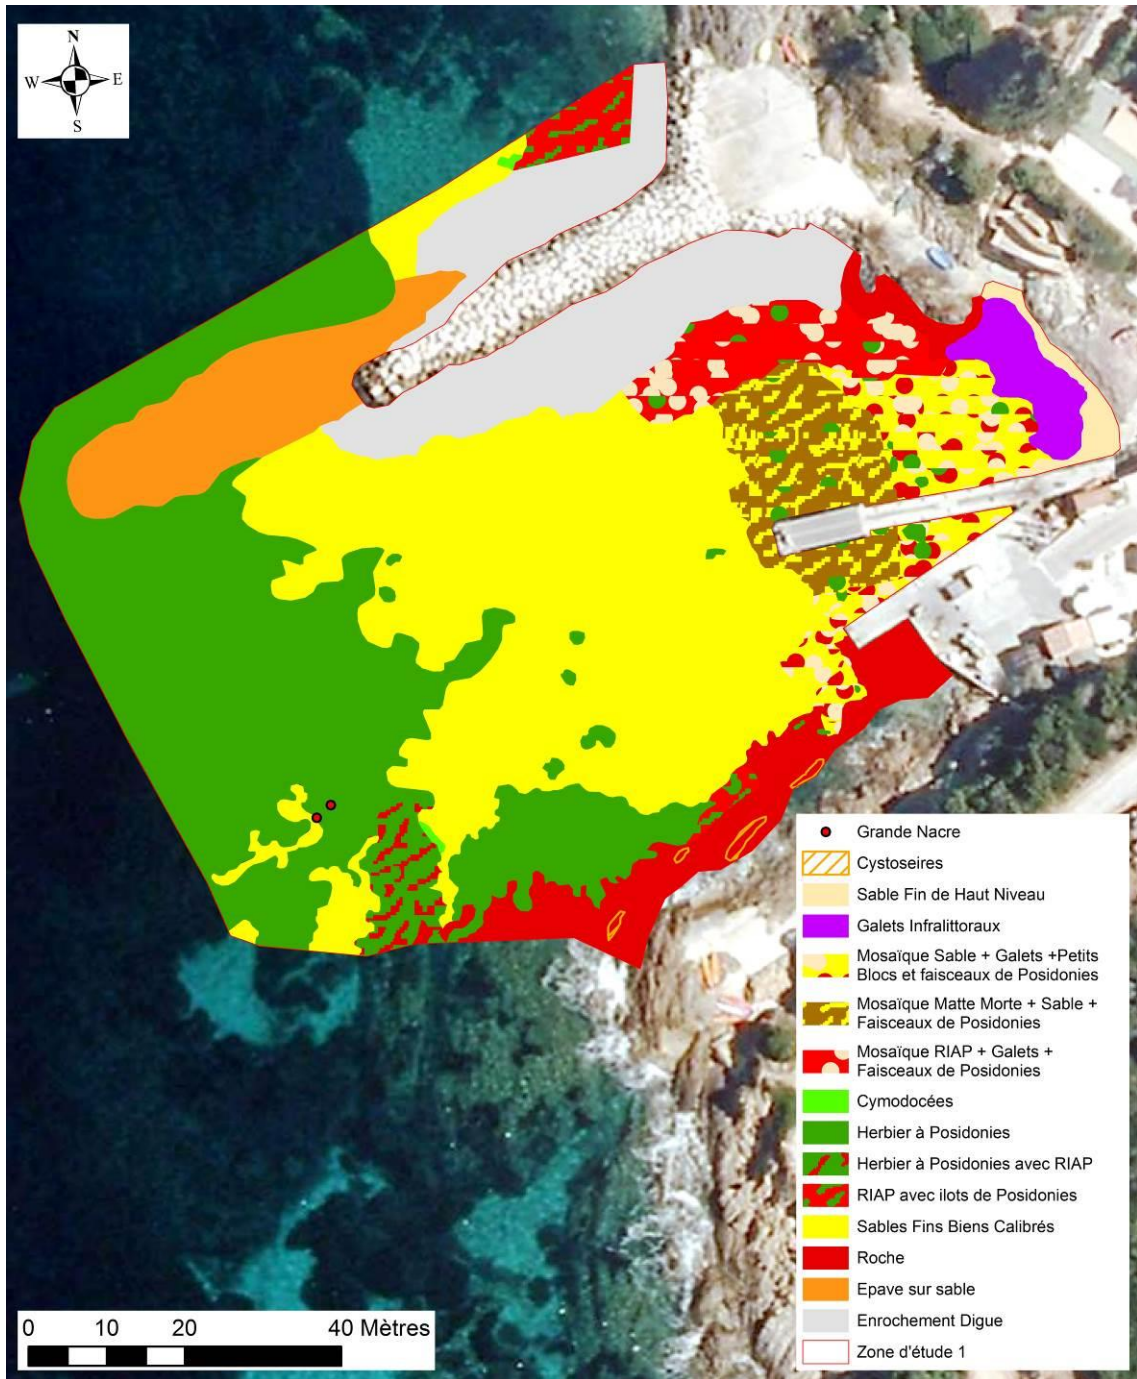 N
W E
S
Grande Nacre
Cystoseires
Sable Fin de Haut Niveau
Galets Infralittoraux
Mosaïque Sable + Galets +Petits
Blocs et faisceaux de Posidonies
Mosaïque Matte Morte + Sable +
Faisceaux de Posidonies
Mosaïque RIAP + Galets +
Faisceaux de Posidonies
Cymodocées
Herbier à Posidonies
Herbier à Posidonies avec RIAP
RIAP avec ilots de Posidonies
Sables Fins Biens Calibrés
Roche
Epave sur sable
Enrochement Digue
Zone d'étude 1
0 10 20 40 Mètres